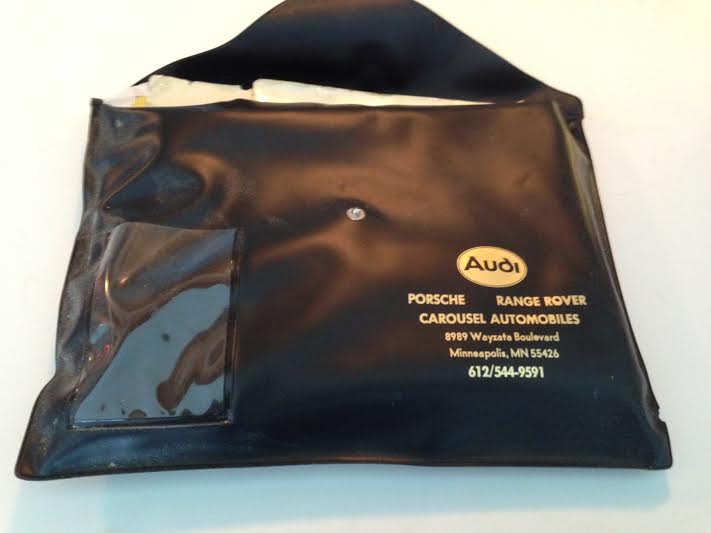 Audi
PORSCHE RANGE ROVER
CAROUSEL AUTOMOBILES
8989 Wayzata Boulevard
Minneapolis, MN 55426
612/544-9591